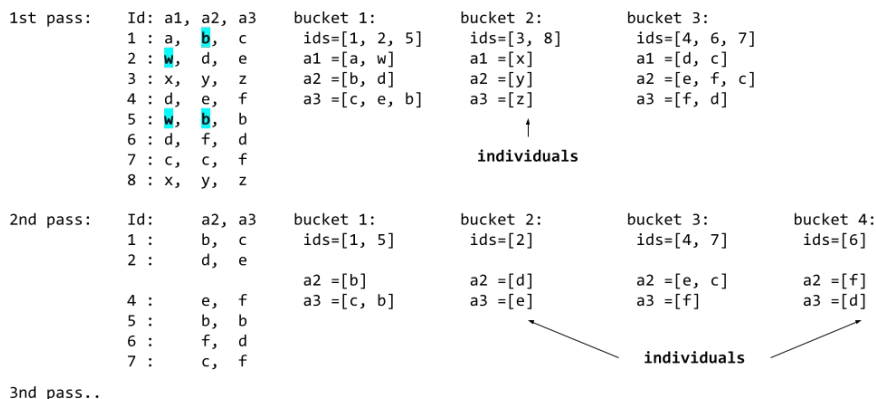 1st pass: Id: a1, a2, a3 bucket 1: bucket 2: bucket 3:
1 : a, b, c ids=[1, 2, 5] ids=[3, 8] ids=[4, 6, 7]
2 : w, d, e a1 =[a, w] a1 =[x] a1 =[d, c]
3 : x, y, z a2 =[b, d] a2 =[y] a2 =[e, f, c]
4 : d, e, f a3 =[c, e, b] a3 =[z] a3 =[f, d]
5 : w, b, b
6 : d, f, d
7 : c, c, f individuals
8 : x, y, z
2nd pass: Id: a2, a3 bucket 1: bucket 2: bucket 3: bucket 4:
1 : b, c ids=[1, 5] ids=[2] ids=[4, 7] ids=[6]
2 : d, e
a2 =[b] a2 =[d] a2 =[e, c] a2 =[f]
4 : e, f a3 =[c, b] a3 =[e] a3 =[f] a3 =[d]
5 : b, b
6 : f, d
7 : c, f individuals
3nd pass..